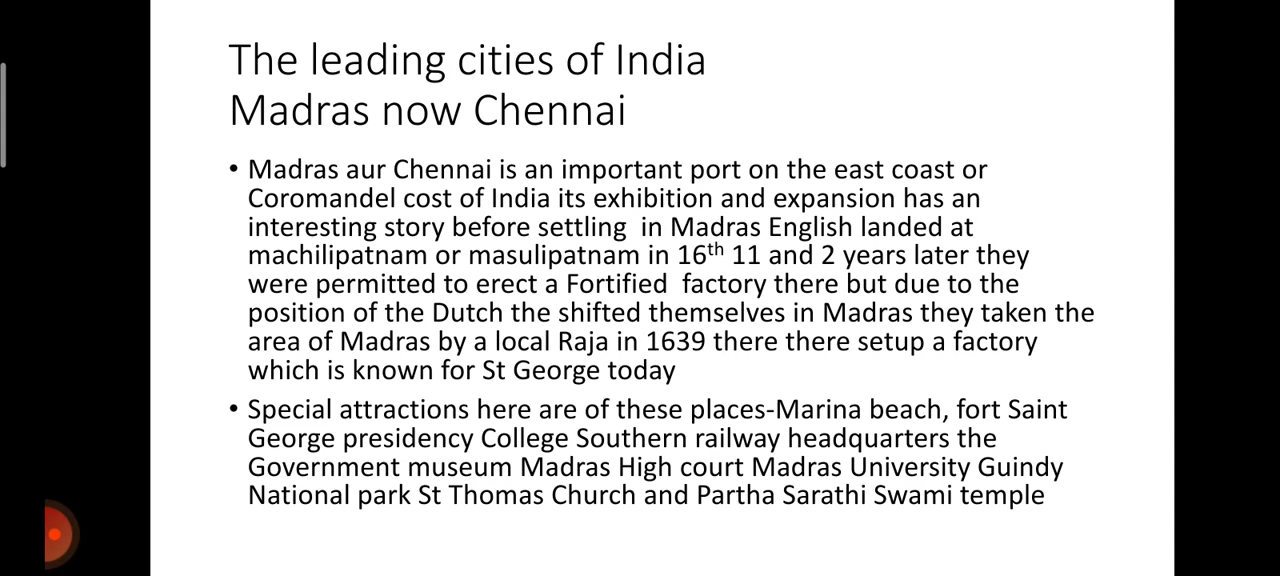 The leading cities of India
Madras now Chennai
• Madras aur Chennai is an important port on the east coast or
Coromandel cost of India its exhibition and expansion has an
interesting story before settling  in Madras English landed at
machilipatnam or masulipatnam in 16th 11 and 2 years later they
were permitted to erect a Fortified  factory there but due to the
position of the Dutch the shifted themselves in Madras they taken the
area of Madras by a local Raja in 1639 there there setup a factory
which is known for St George today
• Special attractions here are of these places-Marina beach, fort Saint
George presidency College Southern railway headquarters the
Government museum Madras High court Madras University Guindy
National park St Thomas Church and Partha Sarathi Swami temple